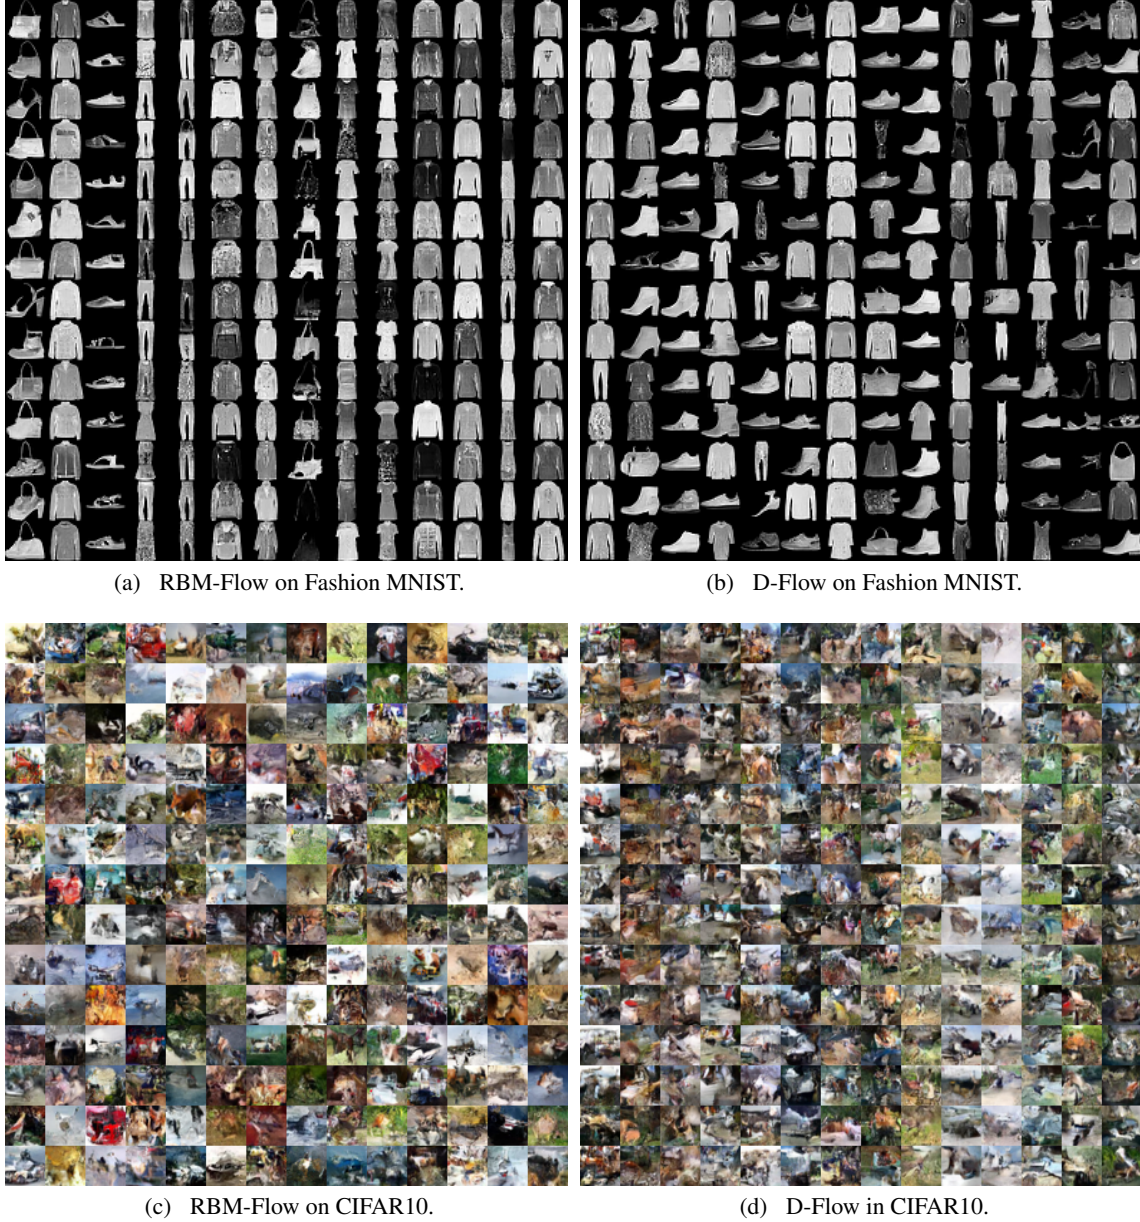 (a) RBM-Flow on Fashion MNIST.
(b) D-Flow on Fashion MNIST.
(c) RBM-Flow on CIFAR10.
(d) D-Flow in CIFAR10.